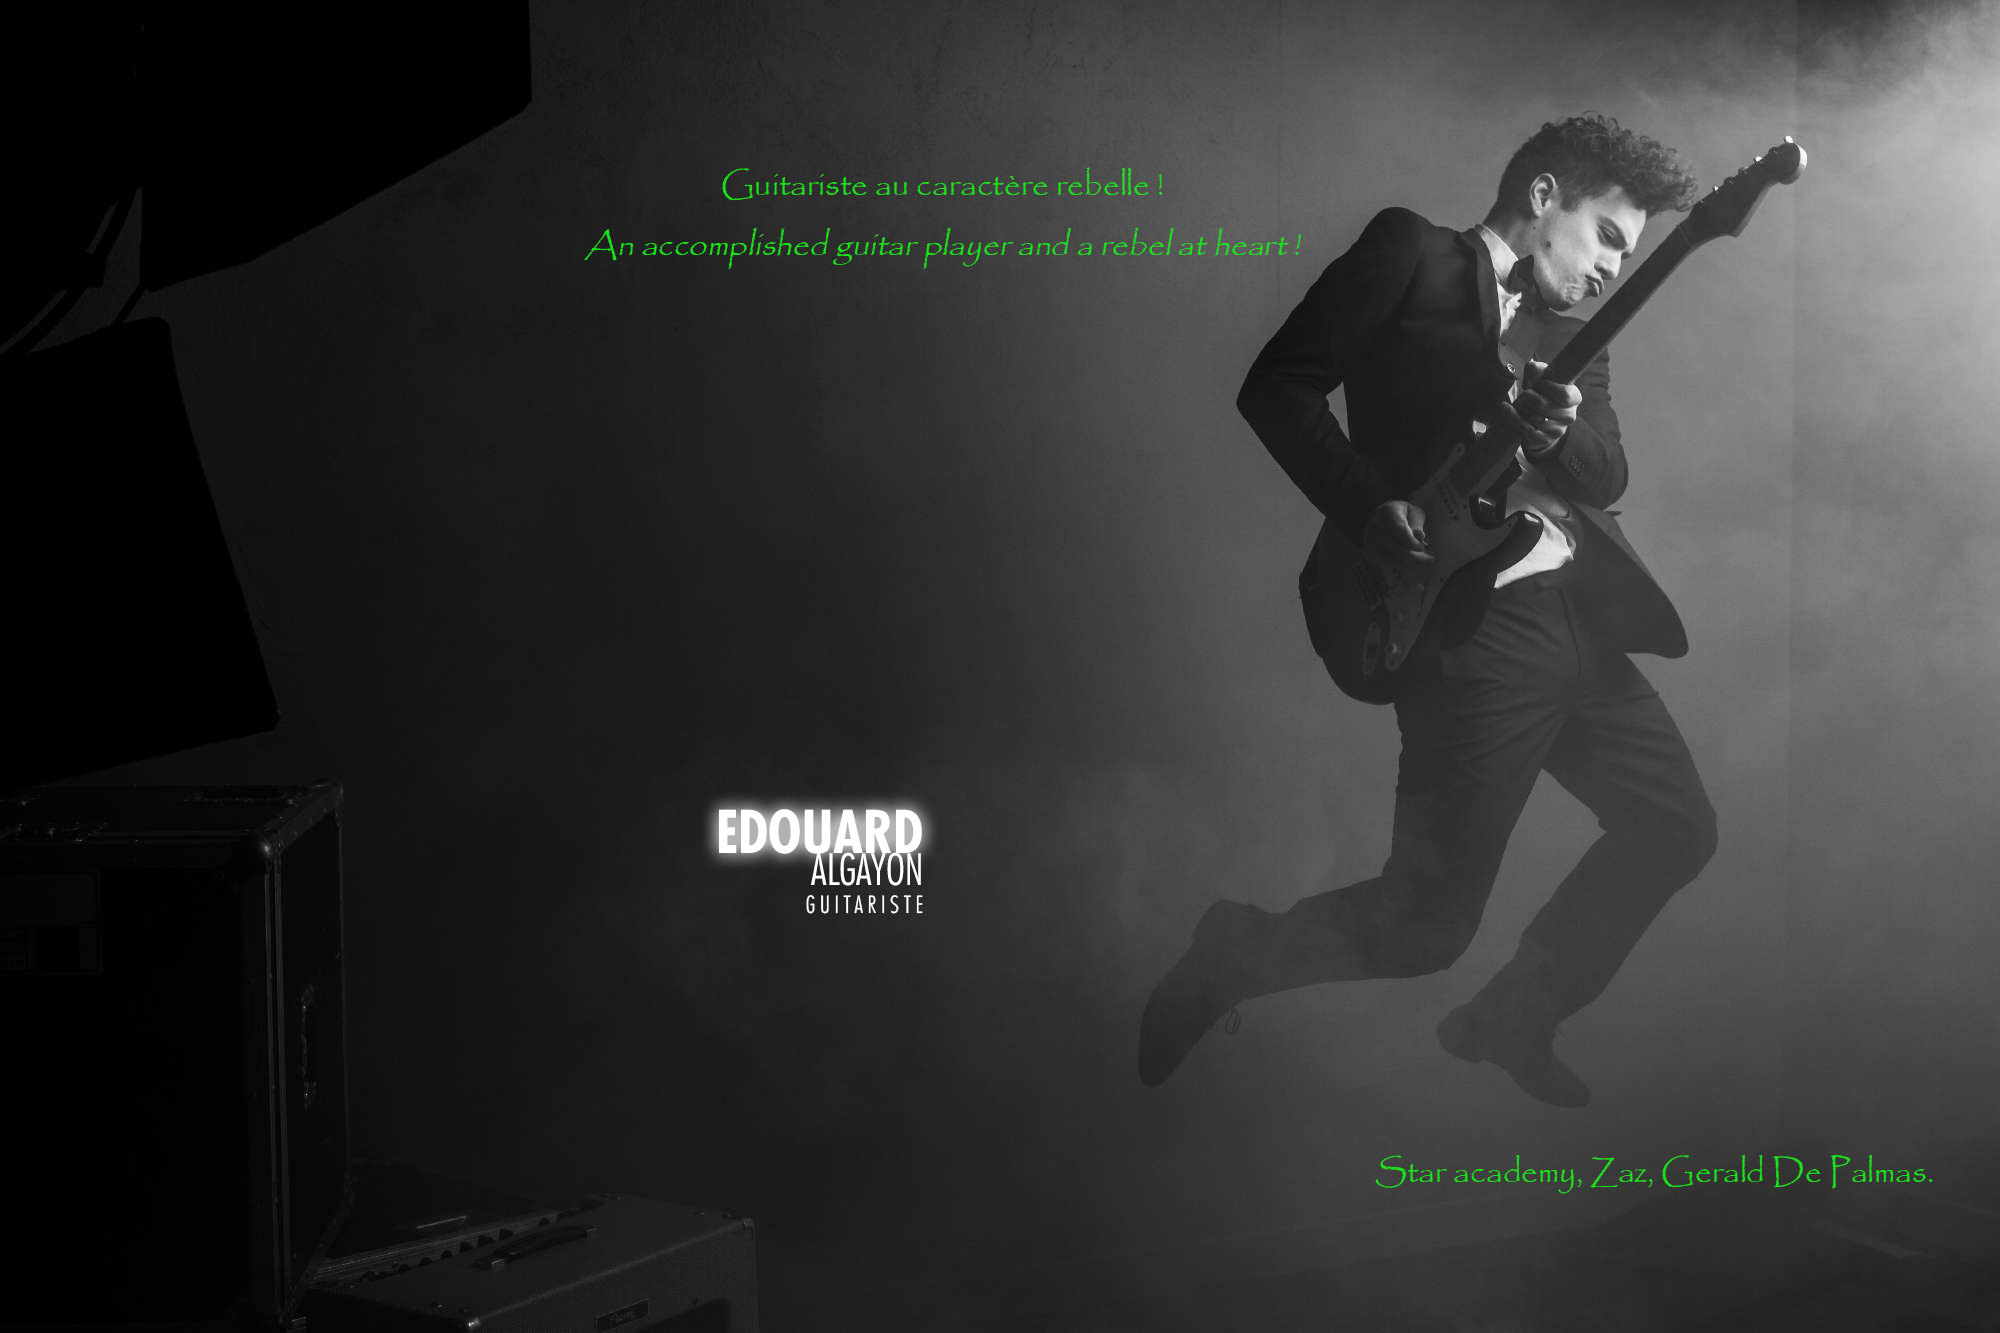 Guitariste au caractère rebelle !
An accomplished guitar player and a rebel at heart !
EDOUARD
ALGAYON
GUITARISTE
Star academy, Zaz, Gerald De Palmas.